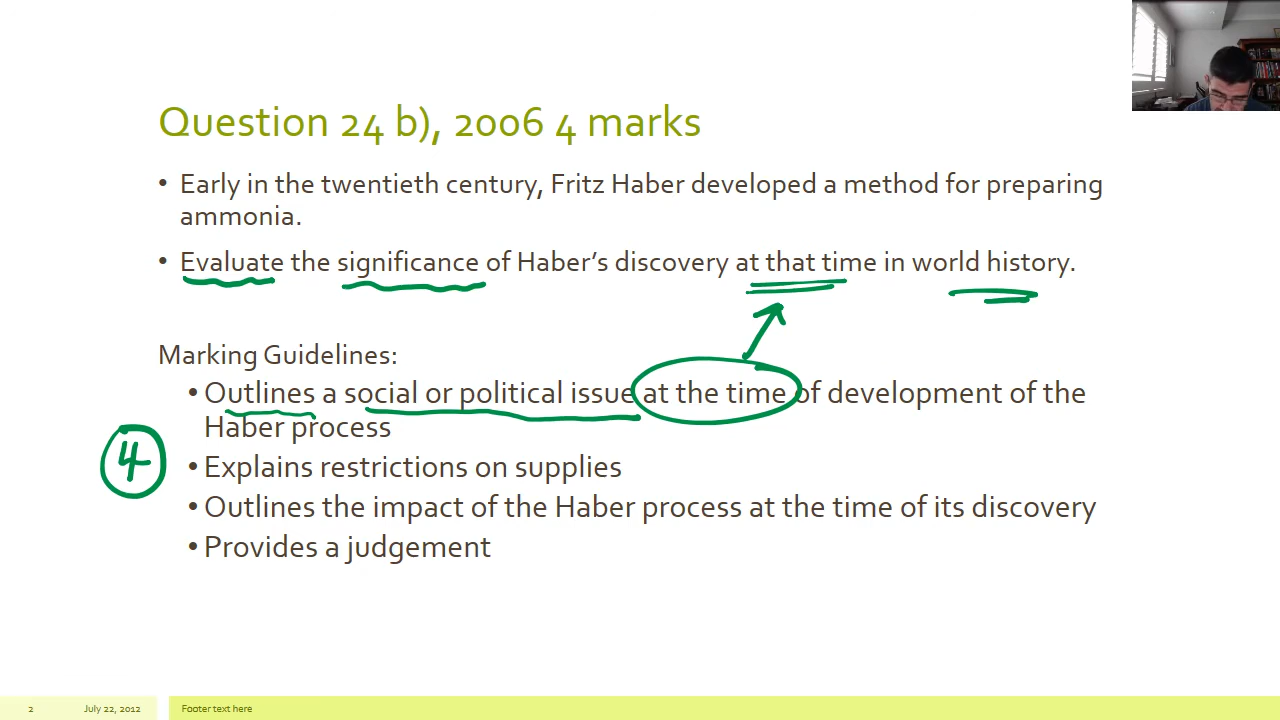 Question 24 b), 2006 4 marks
• Early in the twentieth century, Fritz Haber developed a method for preparing
ammonia.
• Evaluate the significance of Haber's discovery at that time in world history.
Marking Guidelines:
• Outlines a social or political issue at the time of development of the
Haber process
4
• Explains restrictions on supplies
• Outlines the impact of the Haber process at the time of its discovery
• Provides a judgement
2 July 22, 2012 Footer text here